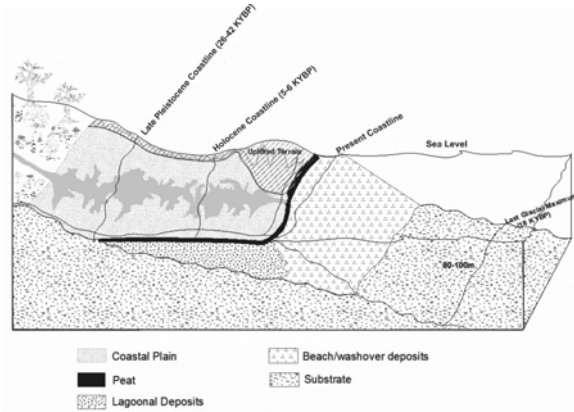 Late Pleistocene Coastline (26-42 KYBP)
Holocene Coastline (5-6 KYBP)
Uplifted Terrain
Present Coastline
Sea Level
Last Glacial Maximum
(18 KYBP)
80-100m
Coastal Plain
Beach/washover deposits
Peat
Substrate
Lagoonal Deposits